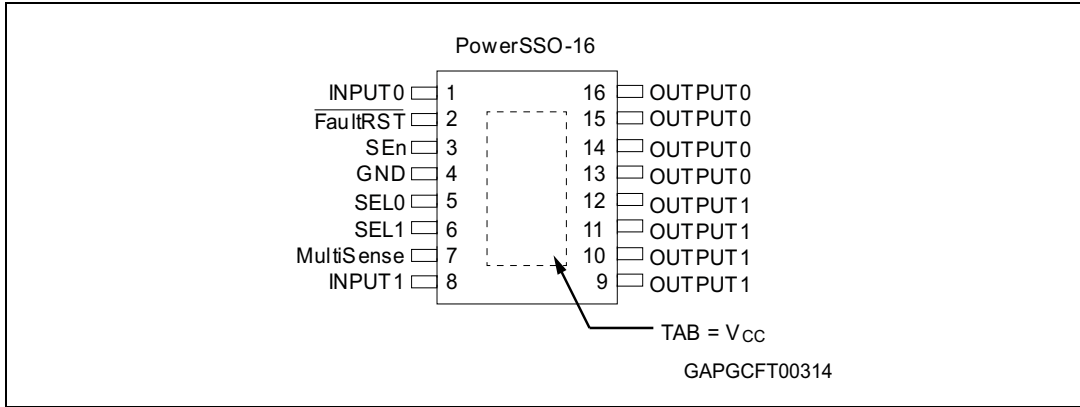 PowerSSO-16
INPUT0 1 16 OUTPUT0
FaultRST 2 15 OUTPUT0
SEn 3 14 OUTPUT0
GND 4 13 OUTPUT0
SEL0 5 12 OUTPUT1
SEL1 6 11 OUTPUT1
MultiSense 7 10 OUTPUT1
INPUT1 8 9 OUTPUT1
TAB = VCC
GAPGCFT00314